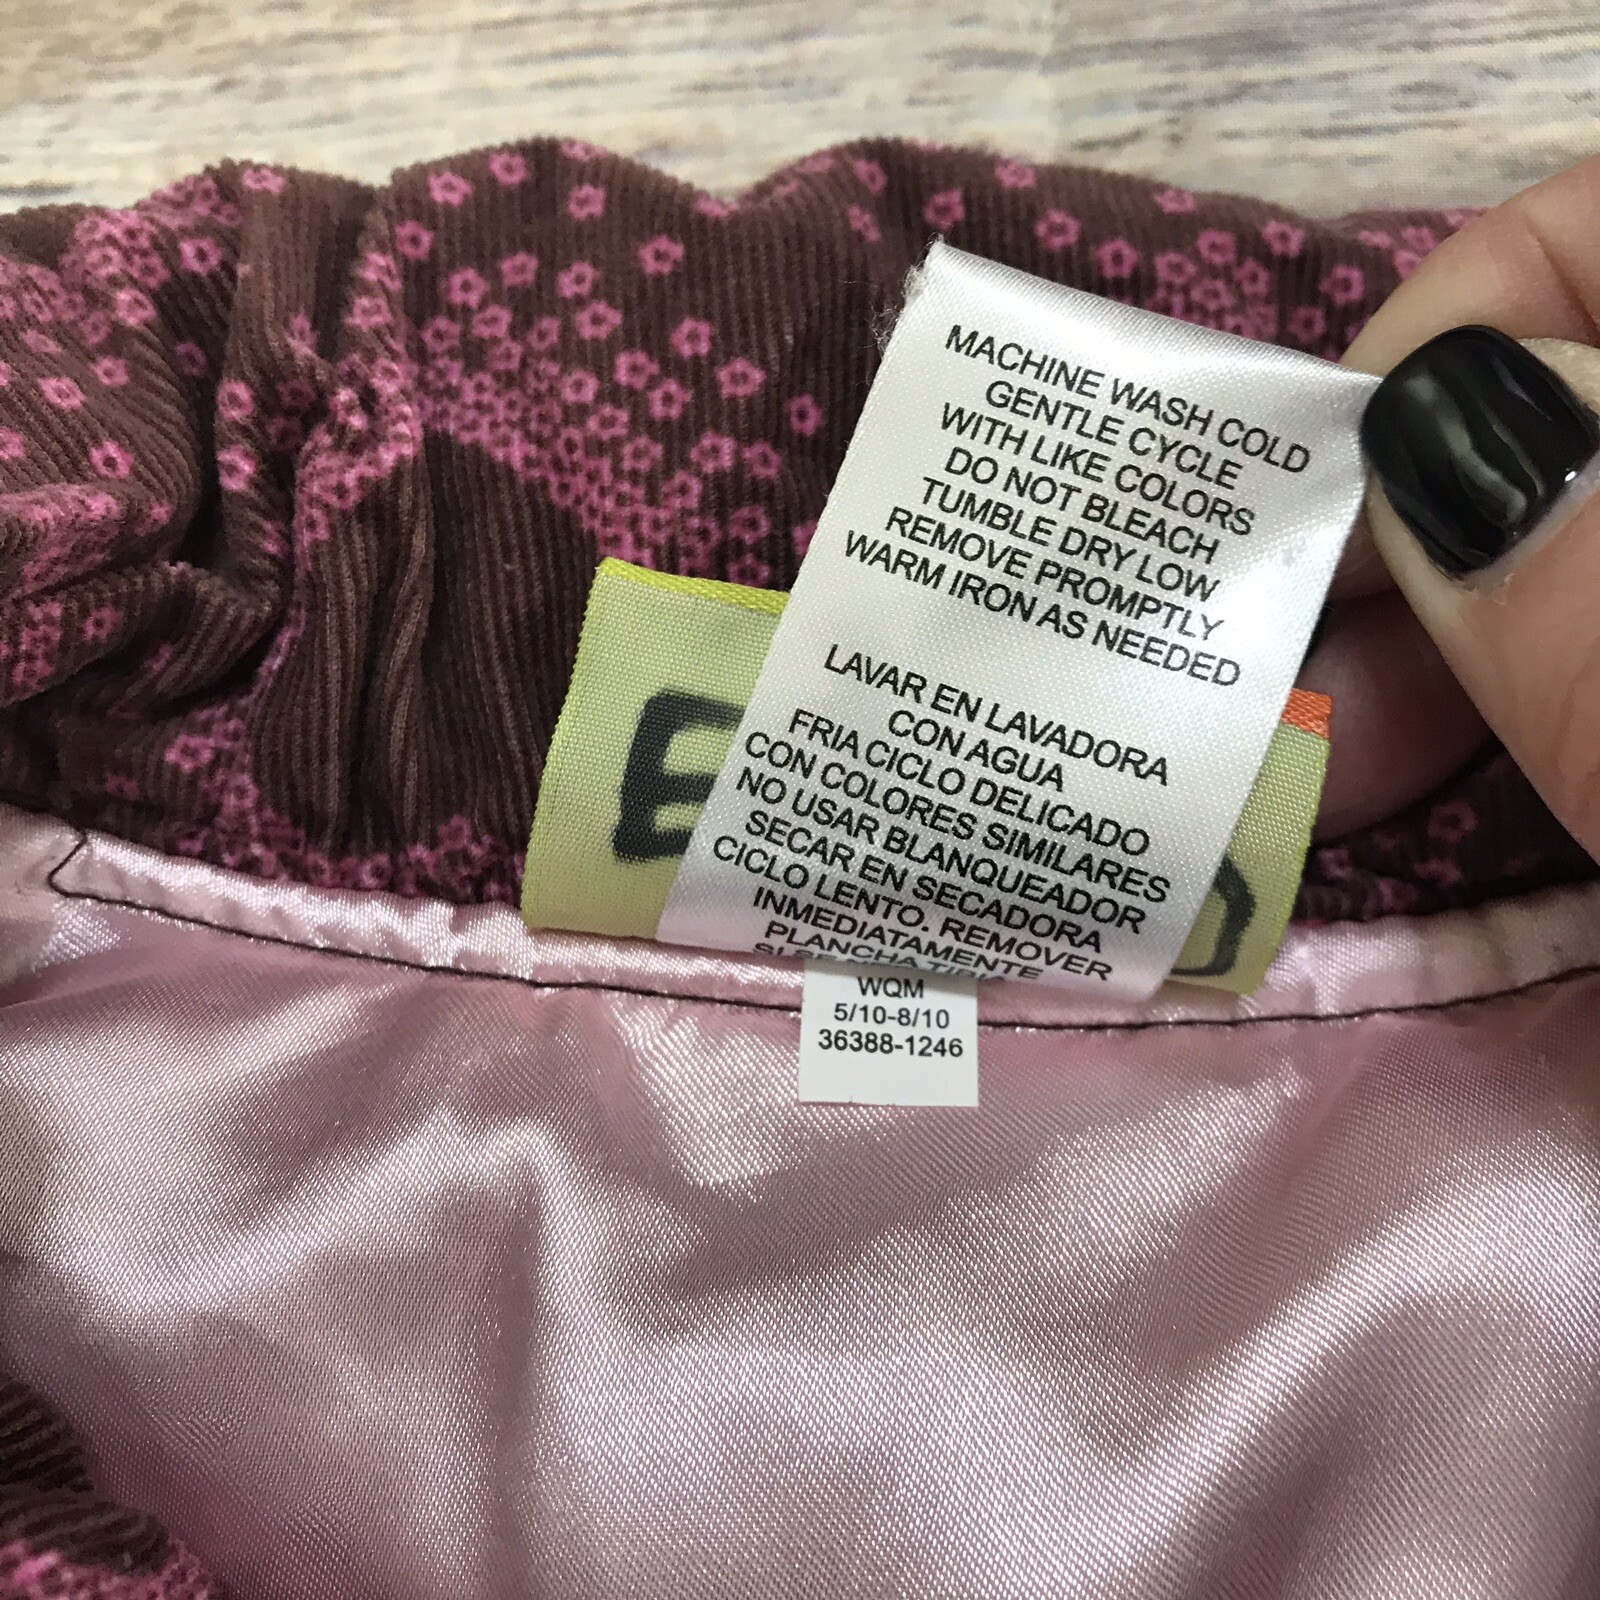 MACHINE WASH COLD
GENTLE CYCLE
WITH LIKE COLORS
DO NOT BLEACH
TUMBLE DRY LOW
REMOVE PROMPTLY
WARM IRON AS NEEDED
LAVAR EN LAVADORA
CON AGUA
FRIA CICLO DELICADO
CON COLORES SIMILARES
NO USAR BLANQUEADOR
SECAR EN SECADORA
CICLO LENTO. REMOVER
INMEDIATAMENTE
PLANCHA
WQM
5/10-8/10
36388-1246